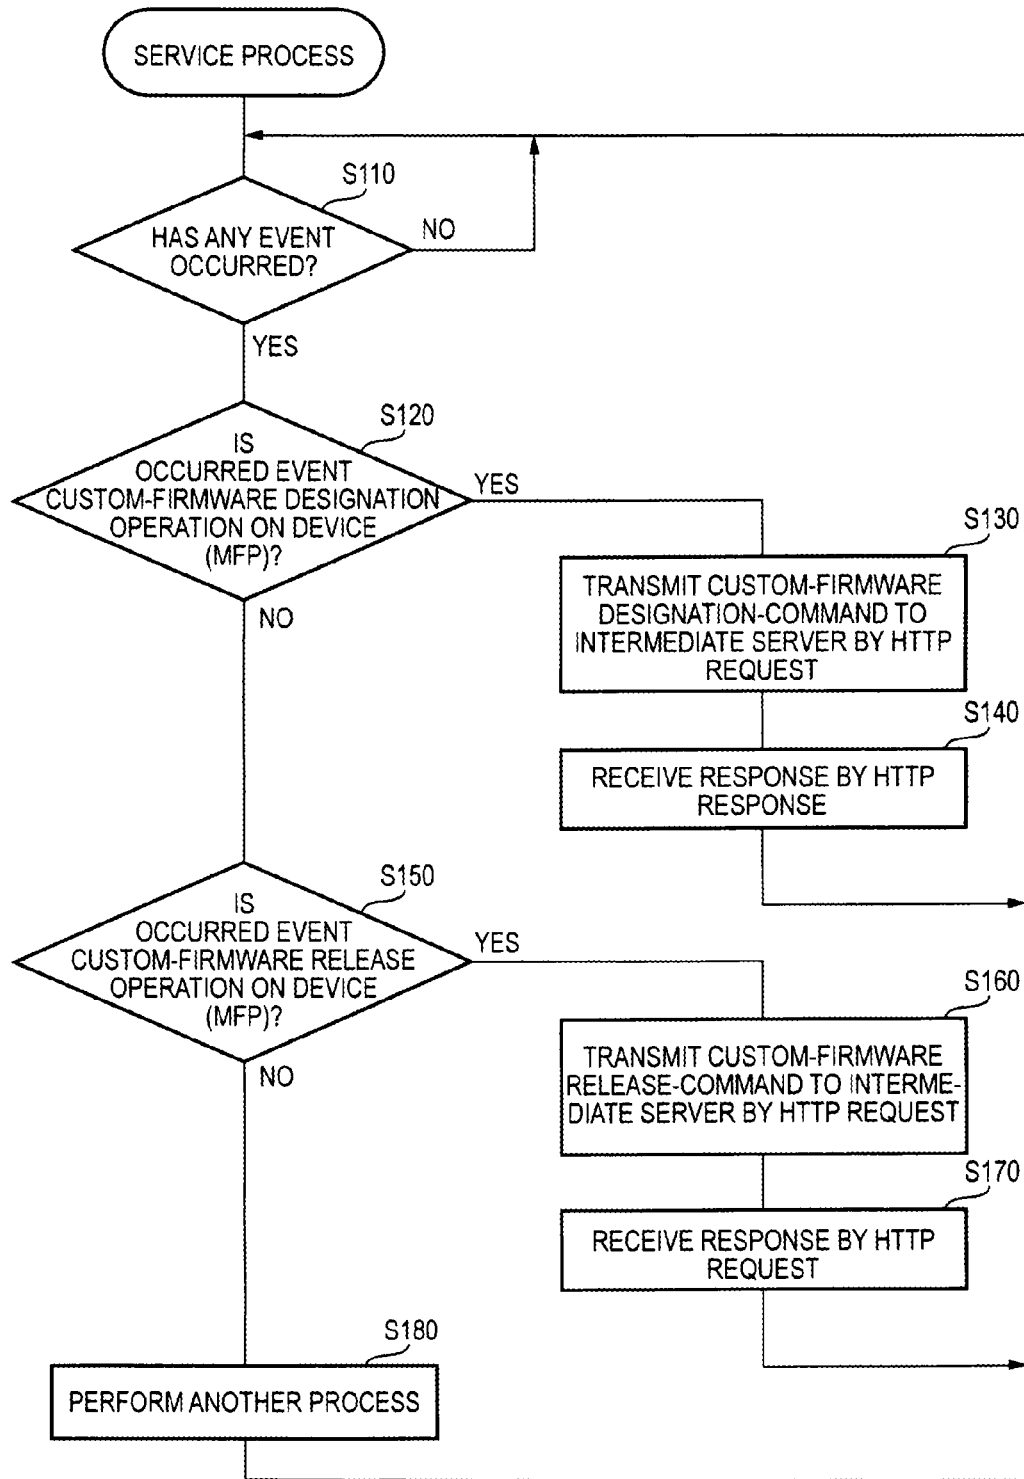 SERVICE PROCESS
S110
HAS ANY EVENT
OCCURRED?
NO
YES
S120
IS
OCCURRED EVENT
CUSTOM-FIRMWARE DESIGNATION
OPERATION ON DEVICE
(MFP)?
YES
NO
S130
TRANSMIT CUSTOM-FIRMWARE
DESIGNATION-COMMAND TO
INTERMEDIATE SERVER BY HTTP
REQUEST
S140
RECEIVE RESPONSE BY HTTP
RESPONSE
S150
IS
OCCURRED EVENT
CUSTOM-FIRMWARE RELEASE
OPERATION ON DEVICE
(MFP)?
YES
NO
S160
TRANSMIT CUSTOM-FIRMWARE
RELEASE-COMMAND TO INTERME-
DIATE SERVER BY HTTP REQUEST
S170
RECEIVE RESPONSE BY HTTP
REQUEST
S180
PERFORM ANOTHER PROCESS